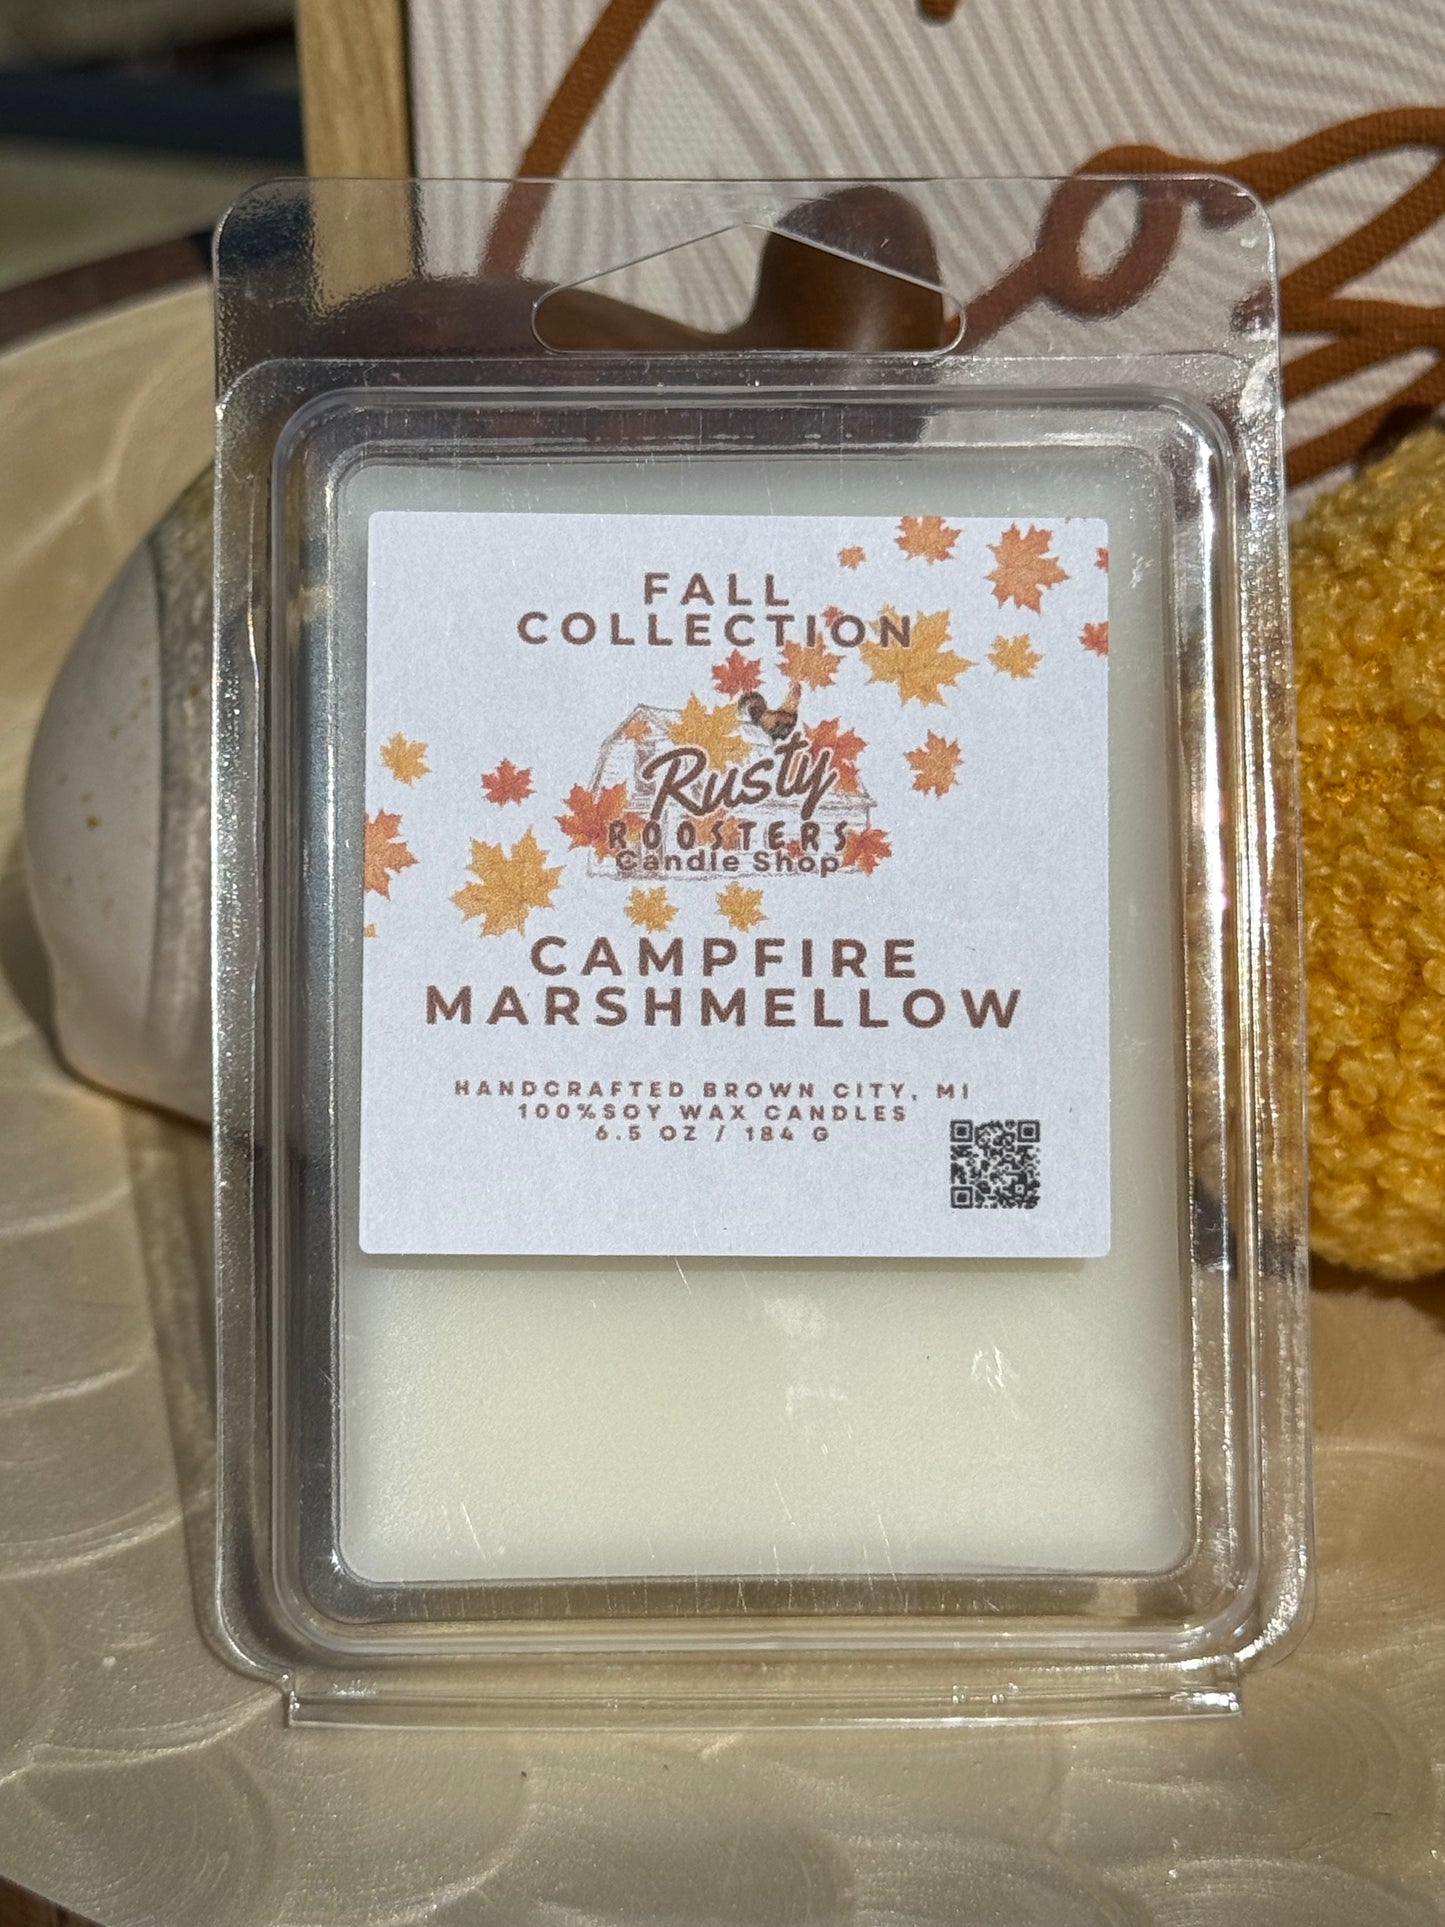 FALL
COLLECTION
Rusty
ROOSTERS
Candle Shop
CAMPFIRE
MARSHMELLOW
HANDCRAFTED BROWN CITY, MI
100%SOY WAX CANDLES
6.5 OZ / 184 G